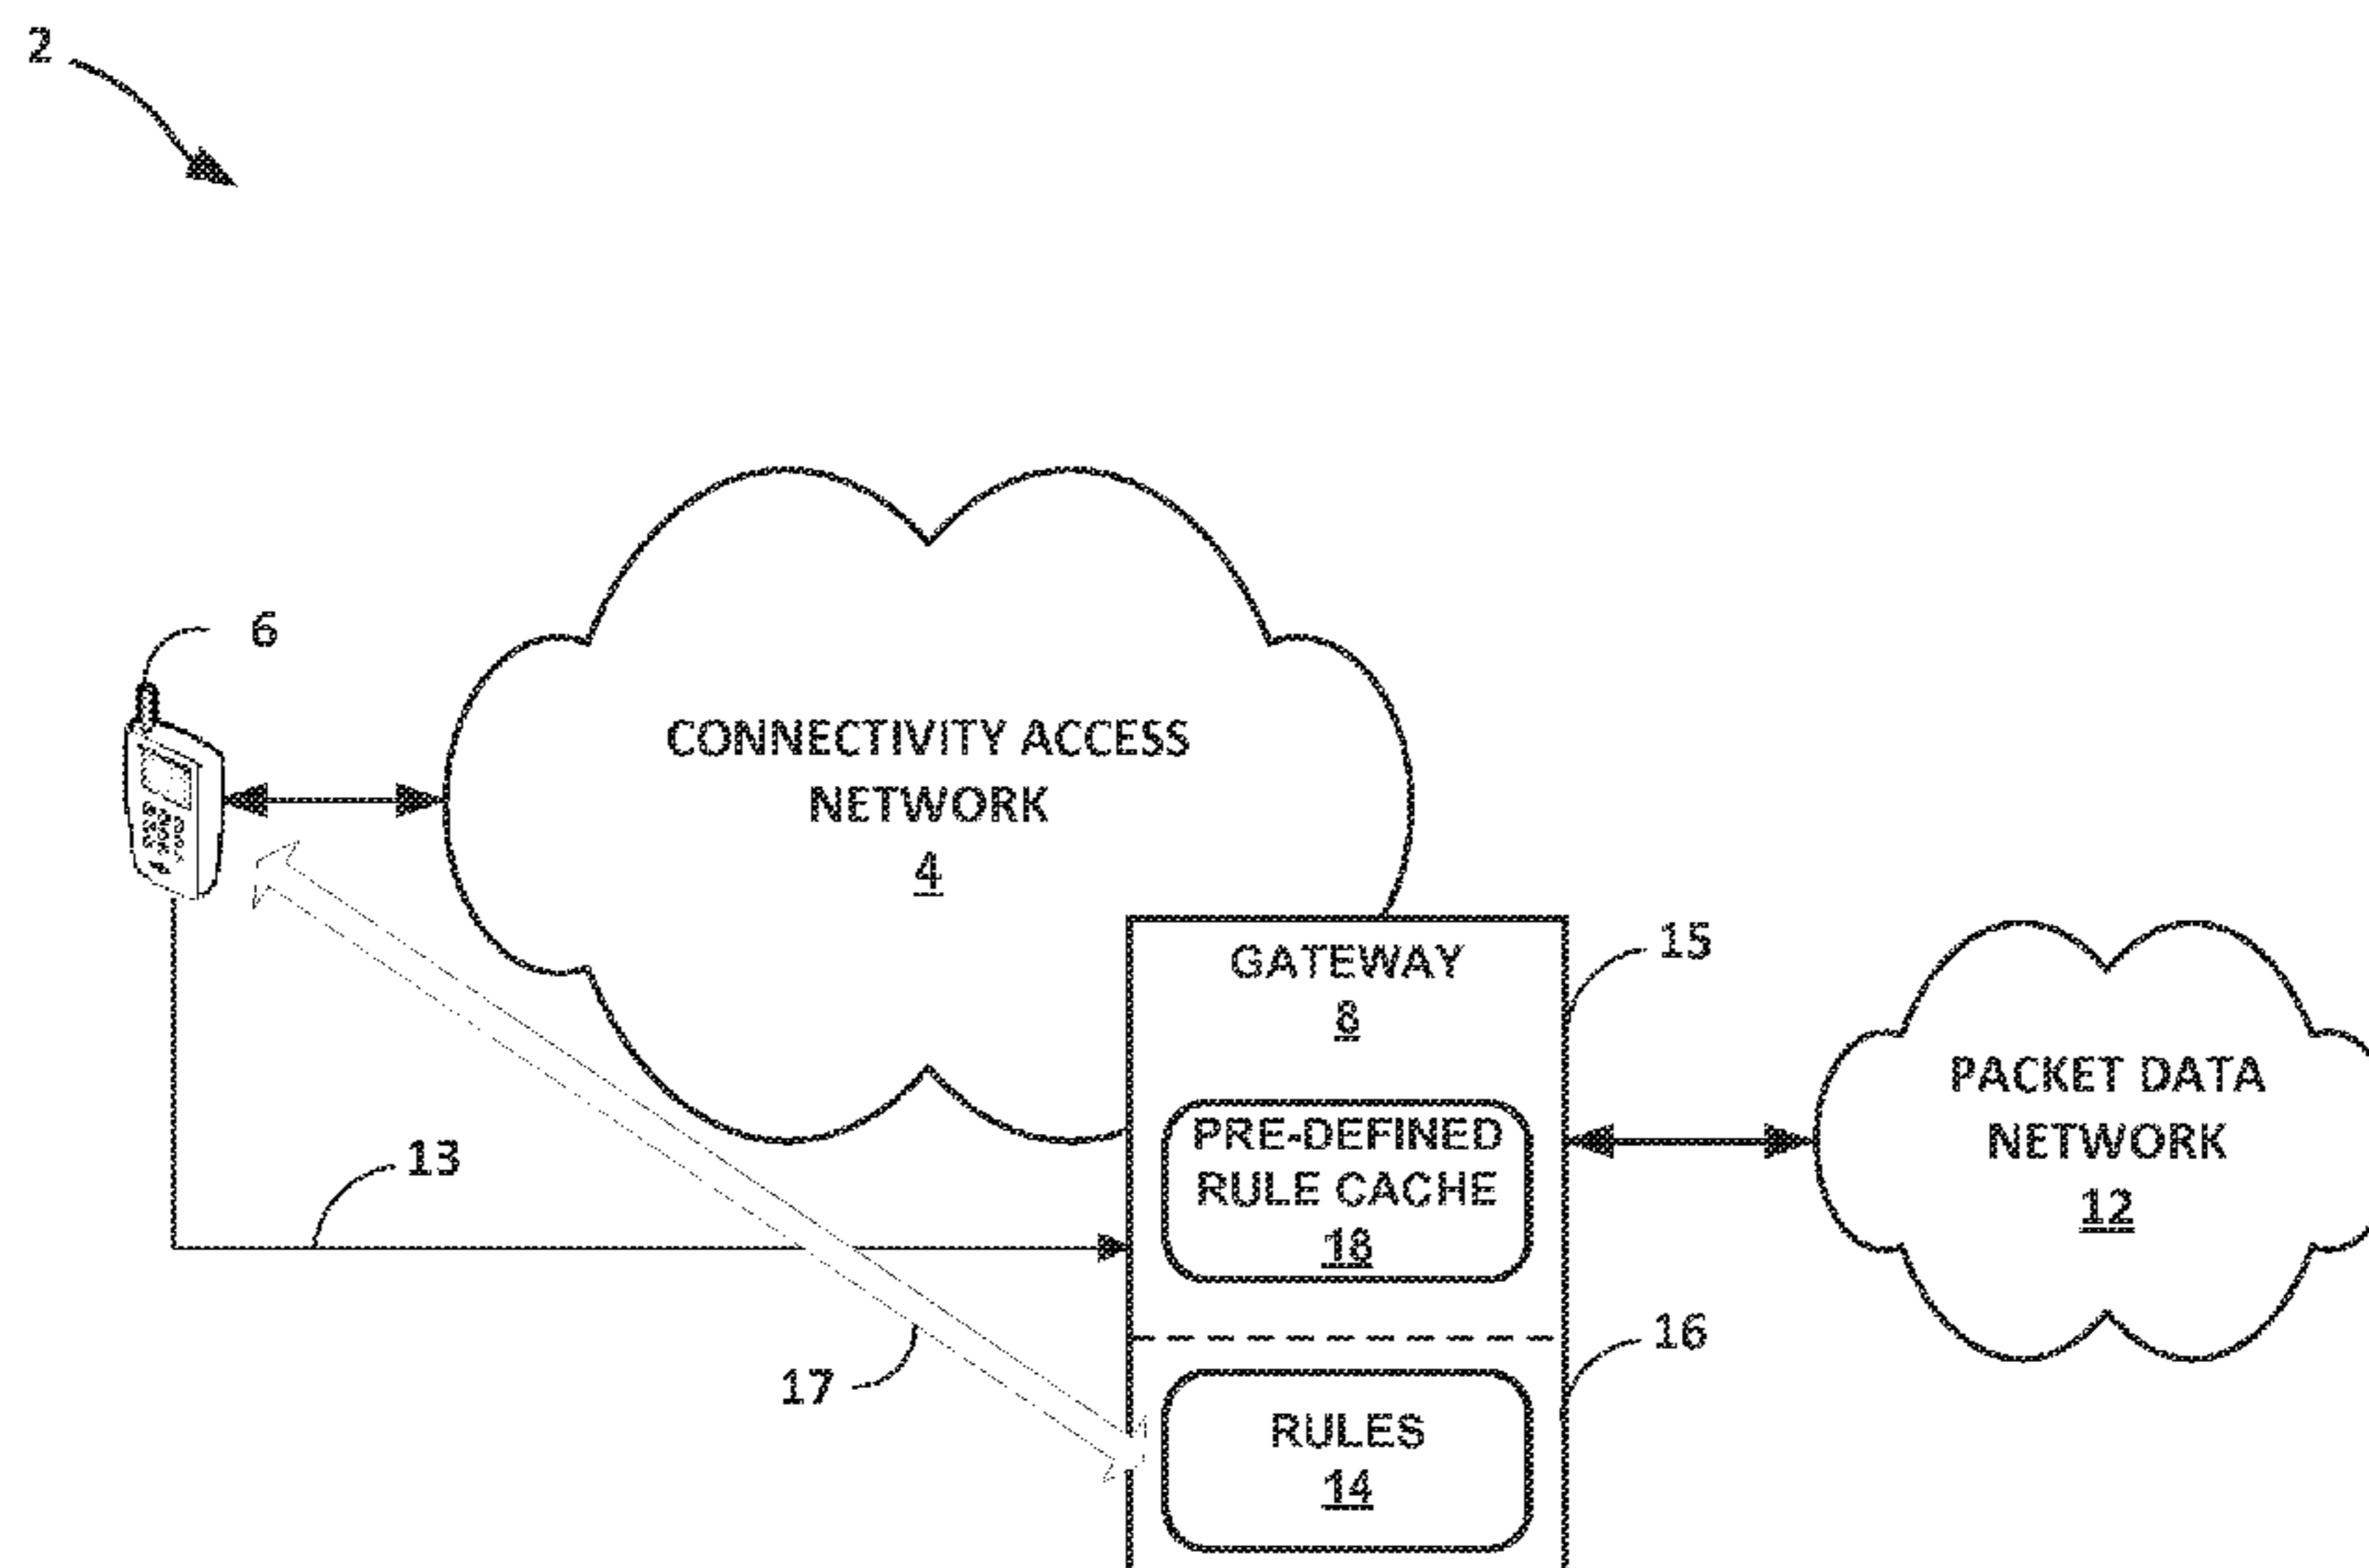 2
6
CONNECTIVITY ACCESS
NETWORK
4
GATEWAY
8
15
PRE-DEFINED
RULE CACHE
18
PACKET DATA
NETWORK
12
13
16
17
RULES
14